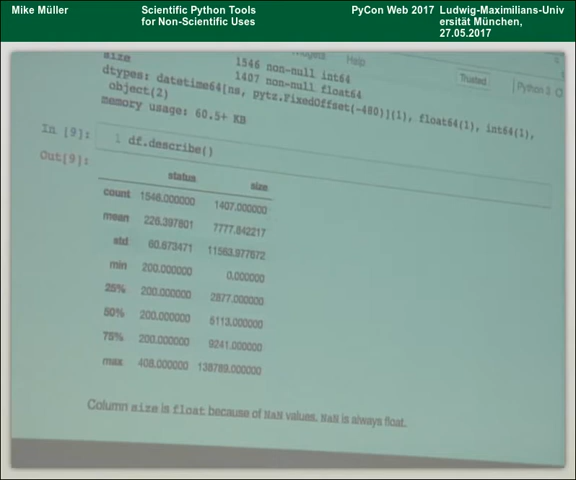 Mike Müller
Scientific Python Tools
for Non-Scientific Uses
PyCon Web 2017
Ludwig-Maximilians-Univ
ersität München,
27.05.2017
Help
Trusted
Python 3
size 1546 non-null int64
1407 non-null float64
dtypes: datetime64[ns, pytz.FixedOffset(-480)](1), float64(1), int64(1),
object(2)
memory usage: 60.5+ KB
In [9]: 1 df.describe()
Out[9]:
status size
count 1546.000000 1407.000000
mean 226.397801 7777.842217
std 60.673471 11563.977672
min 200.000000 0.000000
25% 200.000000 2877.000000
50% 200.000000 6113.000000
75% 200.000000 9241.000000
max 408.000000 138789.000000
Column size is float because of NaN values. NaN is always float.